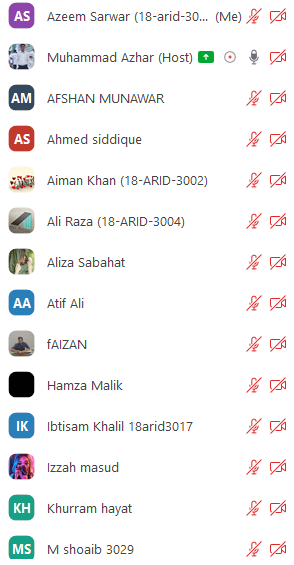 AS Azeem Sarwar (18-arid-30... (Me)
Muhammad Azhar (Host)
AM AFSHAN MUNAWAR
AS Ahmed siddique
Aiman Khan (18-ARID-3002)
Ali Raza (18-ARID-3004)
Aliza Sabahat
AA Atif Ali
fAIZAN
Hamza Malik
IK Ibtisam Khalil 18arid3017
Izzah masud
KH Khurram hayat
MS M shoaib 3029